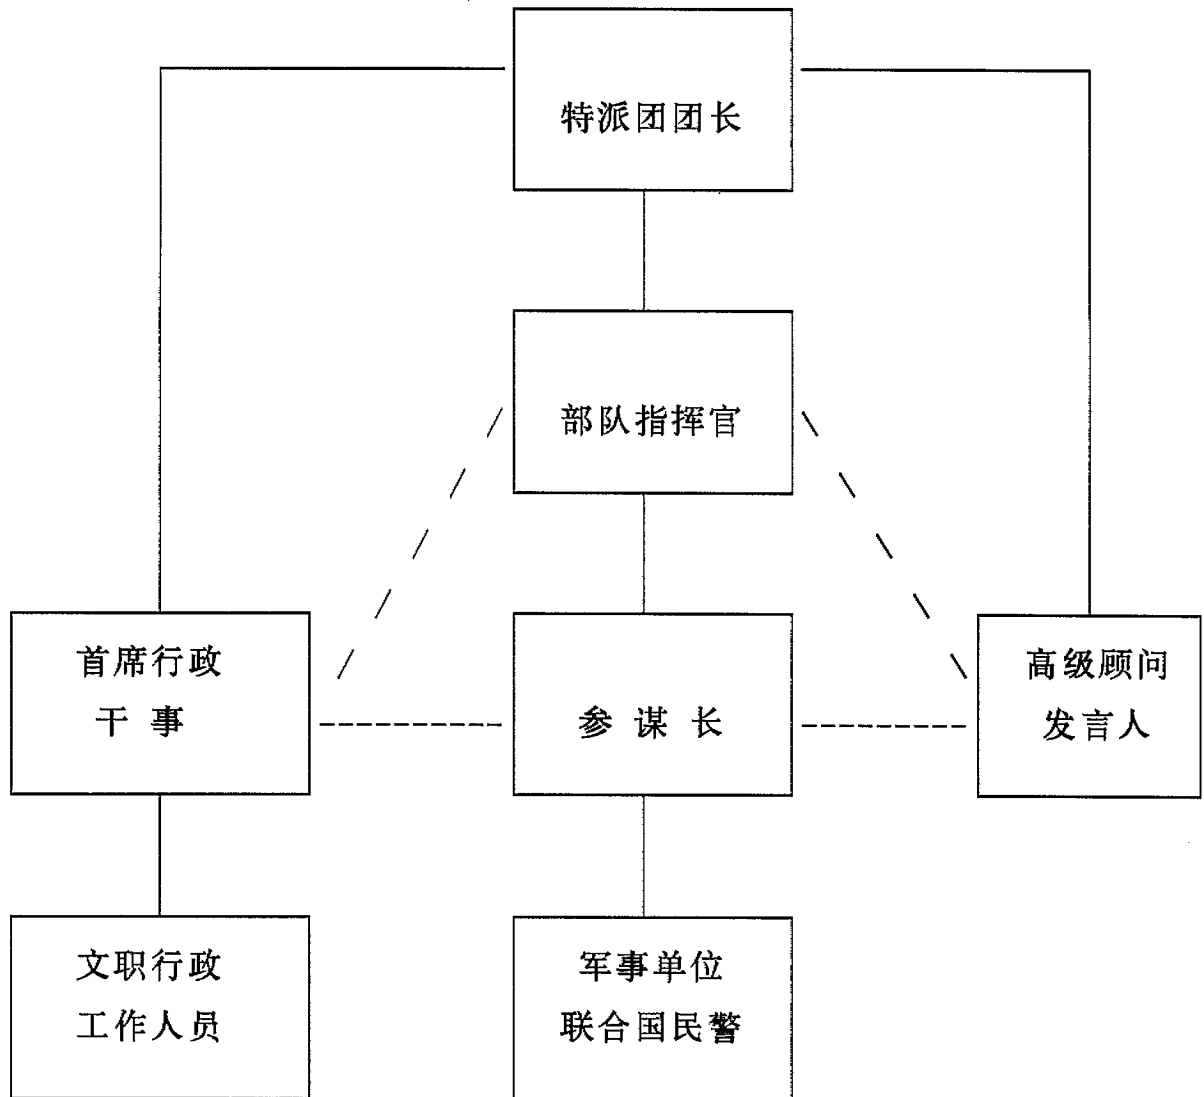 特派团团长
部队指挥官
首席行政
干事
参谋长
高级顾问
发言人
文职行政
工作人员
军事单位
联合国民警